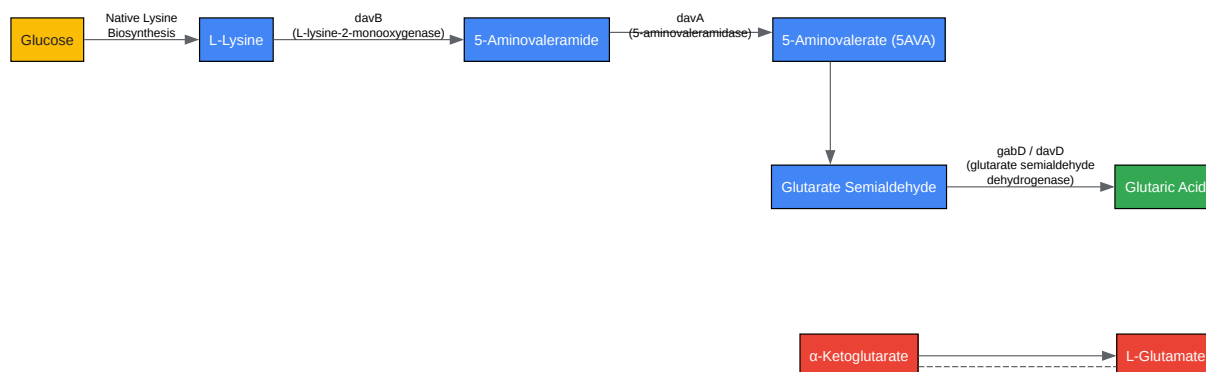 Glucose
Native Lysine
Biosynthesis
L-Lysine
davB
(L-lysine-2-monooxygenase)
5-Aminovaleramide
davA
(5-aminovaleramidase)
5-Aminovalerate (5AVA)
Glutarate Semialdehyde
gabD / davD
(glutarate semialdehyde
dehydrogenase)
Glutaric Acid
α-Ketoglutarate
L-Glutamate